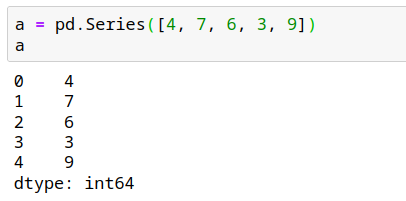 a = pd.Series([4, 7, 6, 3, 9])
a
0    4
1    7
2    6
3    3
4    9
dtype: int64